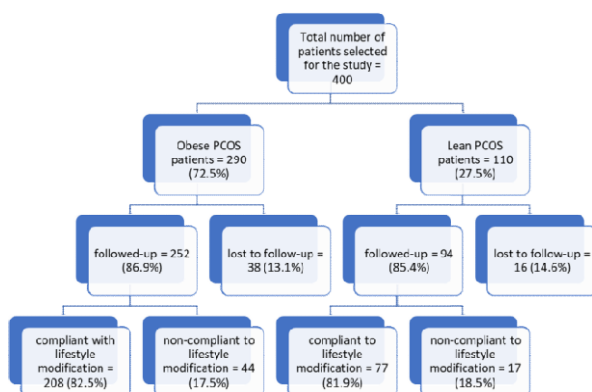 Total number of
patients selected
for the study =
400
Obese PCOS
patients = 290
(72.5%)
Lean PCOS
patients = 110
(27.5%)
followed-up = 252
(86.9%)
lost to follow-up =
38 (13.1%)
followed-up = 94
(85.4%)
lost to follow-up =
16 (14.6%)
compliant with
lifestyle
modification =
208 (82.5%)
non-compliant to
lifestyle
modification = 44
(17.5%)
compliant to
lifestyle
modification = 77
(81.9%)
non-compliant to
lifestyle
modification = 17
(18.5%)